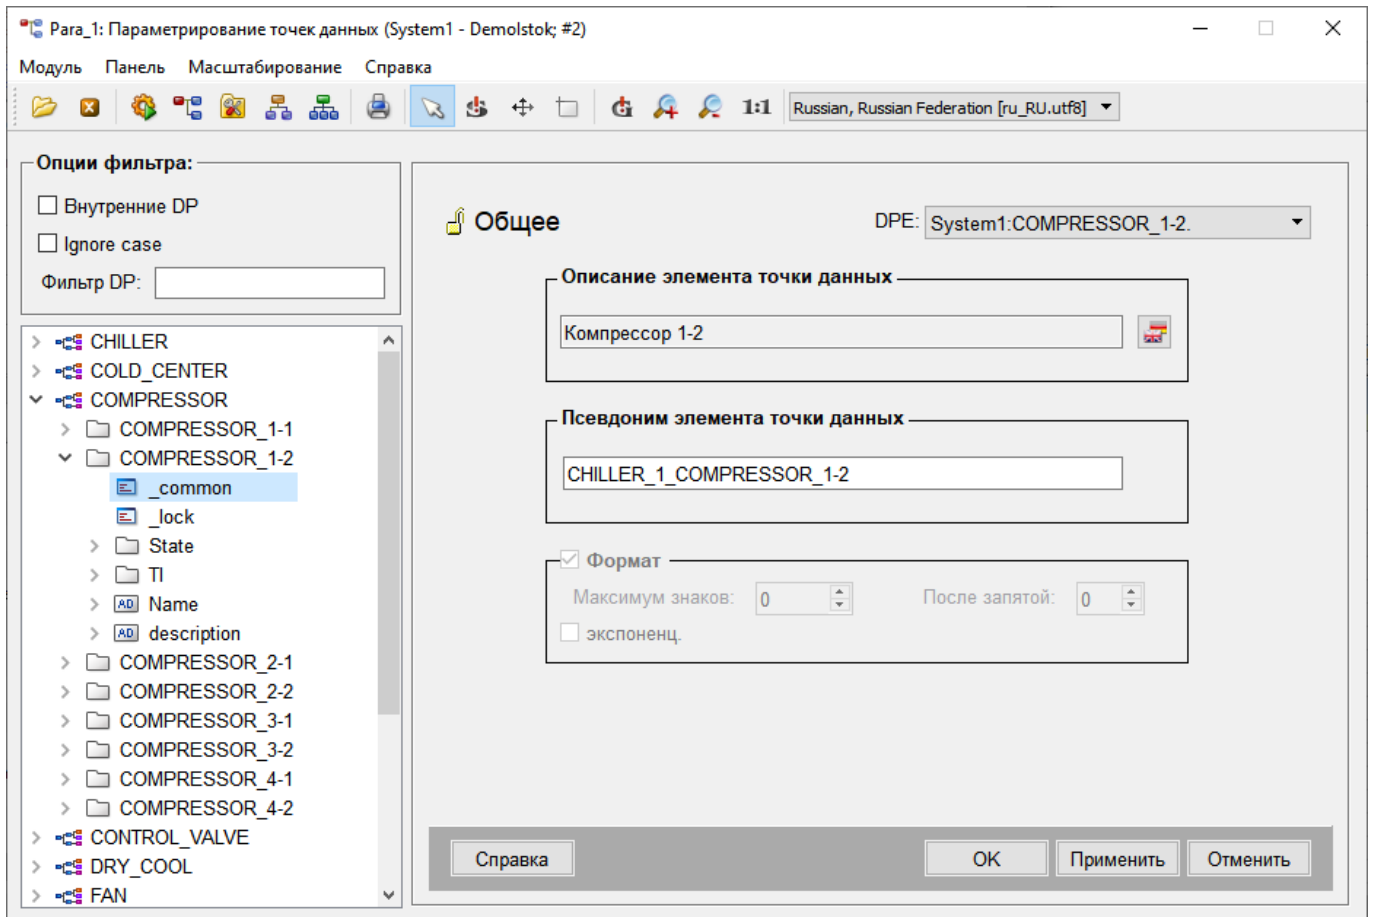 Para_1: Параметрирование точек данных (System1 - DemoIstok; #2)
Модуль Панель Масштабирование Справка
1:1 Russian, Russian Federation [ru_RU.utf8]
Опции фильтра:
Внутренние DP
Ignore case
Фильтр DP:
CHILLER
COLD_CENTER
COMPRESSOR
COMPRESSOR_1-1
COMPRESSOR_1-2
_common
_lock
State
TI
AD Name
AD description
COMPRESSOR_2-1
COMPRESSOR_2-2
COMPRESSOR_3-1
COMPRESSOR_3-2
COMPRESSOR_4-1
COMPRESSOR_4-2
CONTROL_VALVE
DRY_COOL
FAN
Общее DPE: System1:COMPRESSOR_1-2.
Описание элемента точки данных
Компрессор 1-2
Псевдоним элемента точки данных
CHILLER_1_COMPRESSOR_1-2
Формат
Максимум знаков: 0 После запятой: 0
экспоненц.
Справка OK Применить Отменить